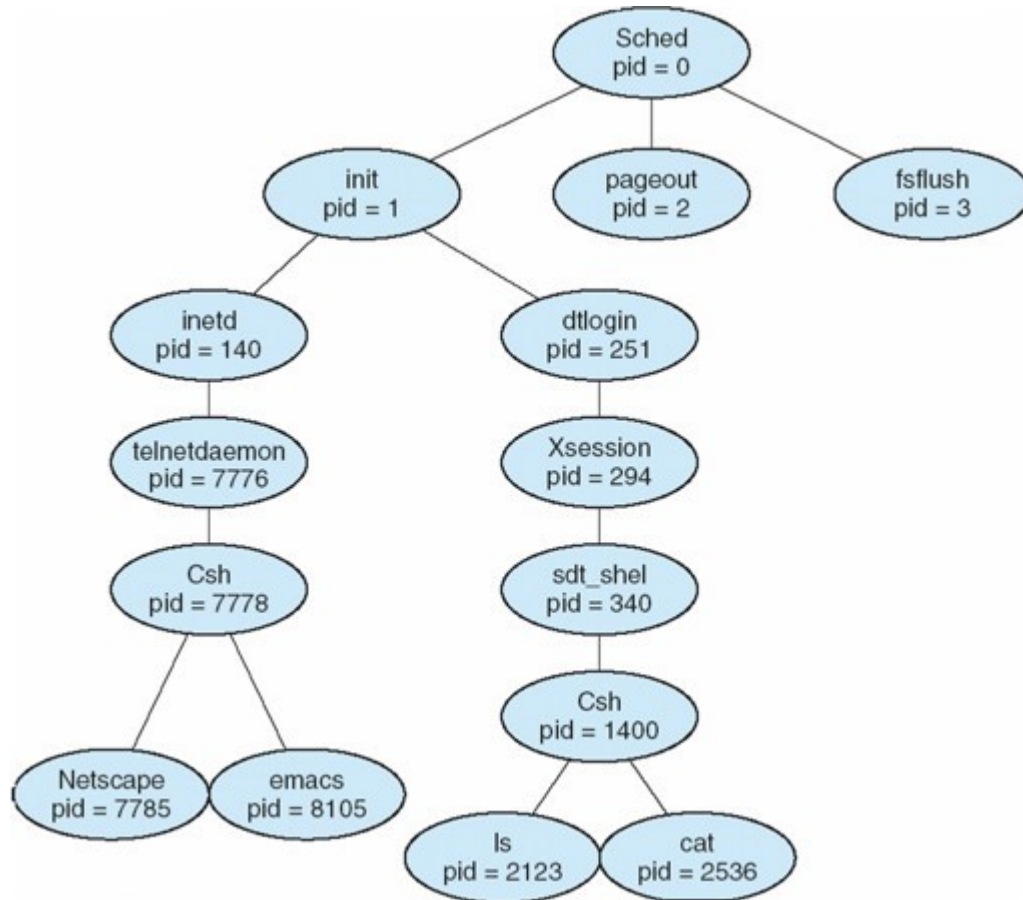 Sched
pid = 0
init
pid = 1
pageout
pid = 2
fsflush
pid = 3
inetd
pid = 140
dtlogin
pid = 251
telnetdaemon
pid = 7776
Xsession
pid = 294
Csh
pid = 7778
sdt_shel
pid = 340
Csh
pid = 1400
Netscape
pid = 7785
emacs
pid = 8105
ls
pid = 2123
cat
pid = 2536